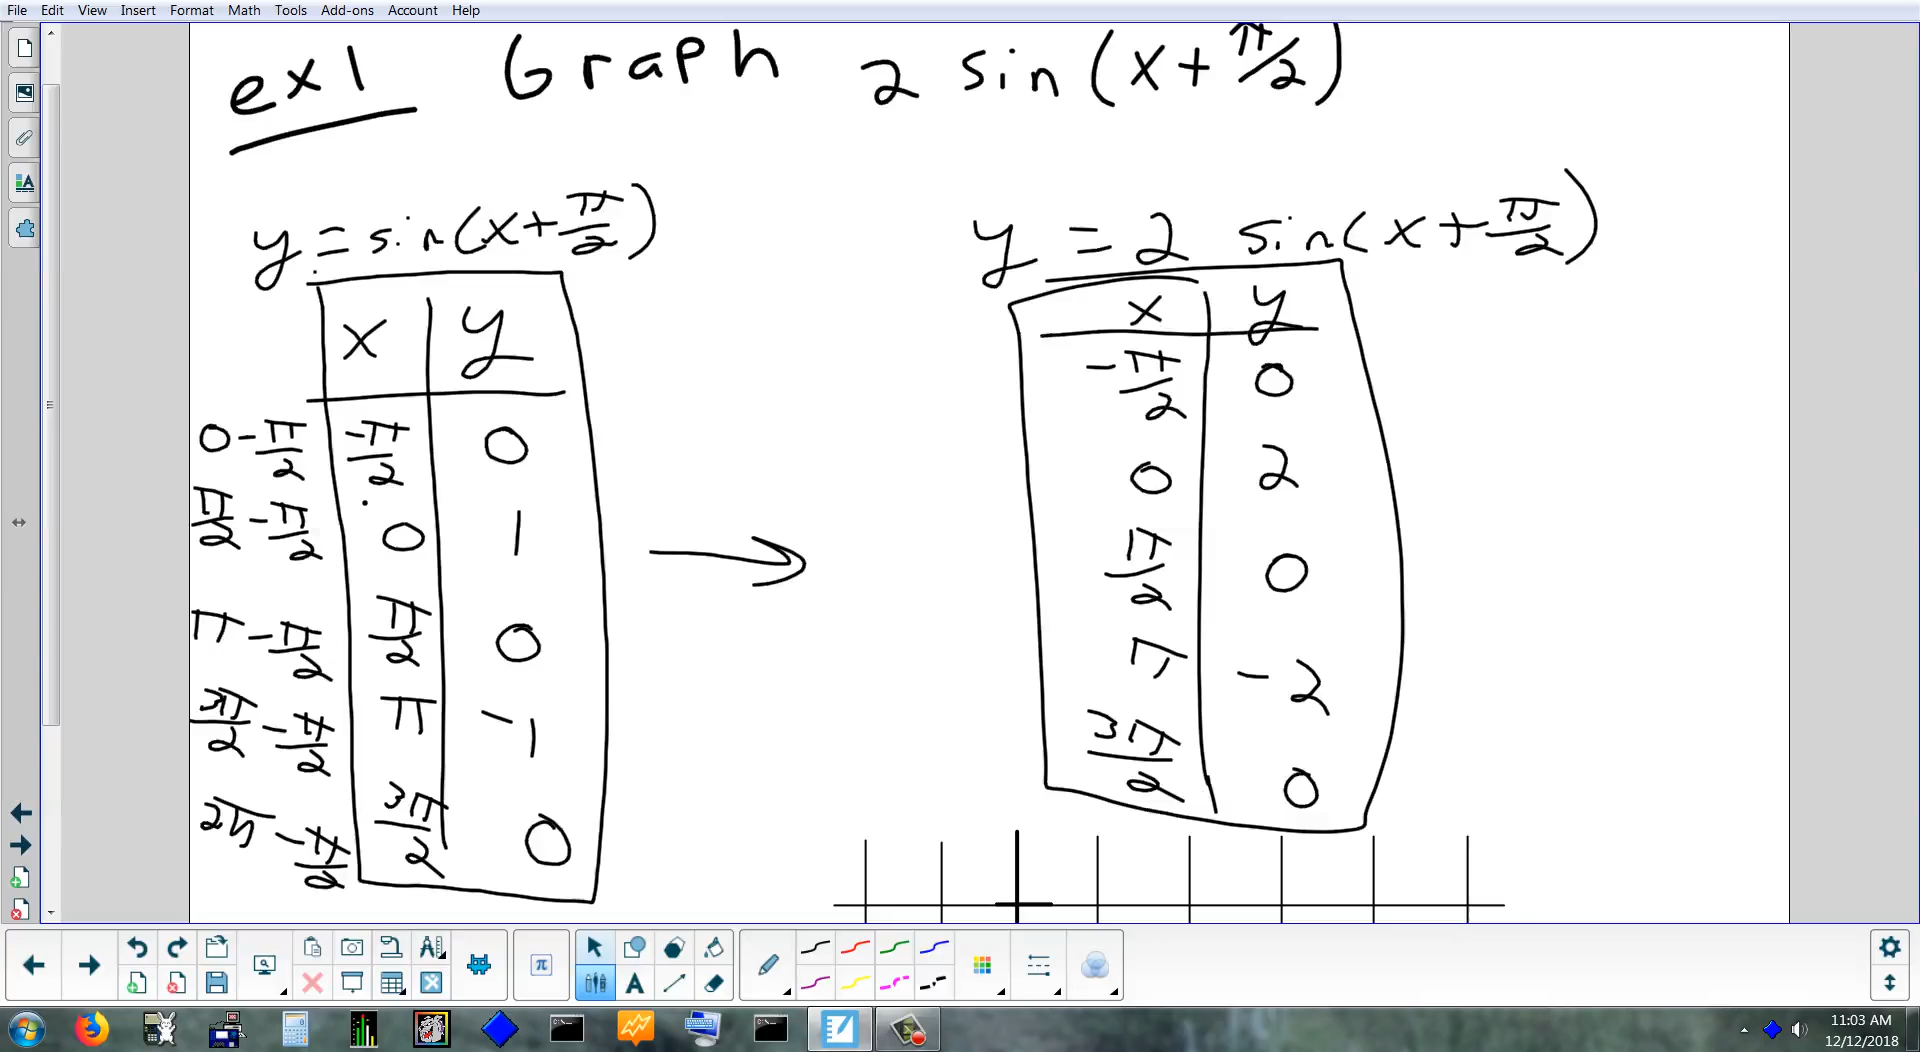 File Edit View Insert Format Math Tools Add-ons Account Help
ex1 Graph 2 sin(x+π/2)
y = sin(x+π/2)
x y
0-π/2 -π/2 0
π/2-π/2 0 1
π-π/2 π/2 0
3π/2-π/2 π -1
2π-π/2 3π/2 0
y = 2 sin(x+π/2)
x y
-π/2 0
0 2
π/2 0
π -2
3π/2 0
π
A
11:03 AM
12/12/2018